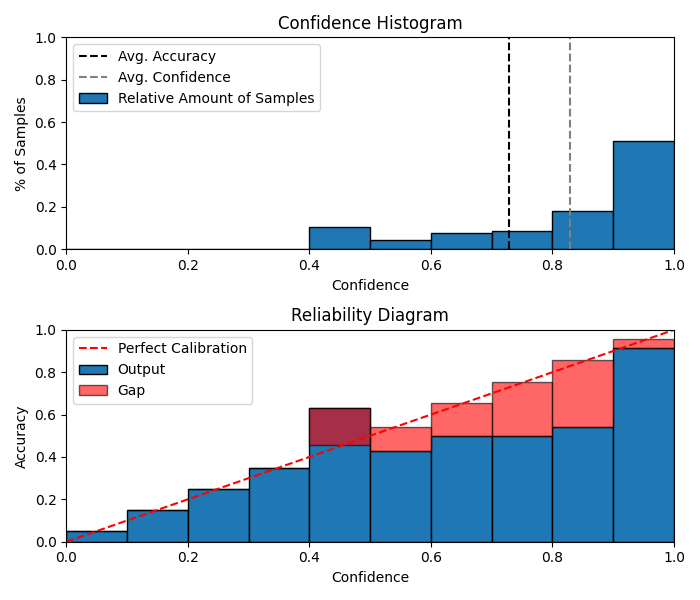 Confidence Histogram
% of Samples
1.0
0.8
0.6
0.4
0.2
0.0
Avg. Accuracy
Avg. Confidence
Relative Amount of Samples
0.0 0.2 0.4 0.6 0.8 1.0
Confidence
Reliability Diagram
Accuracy
1.0
0.8
0.6
0.4
0.2
0.0
Perfect Calibration
Output
Gap
0.0 0.2 0.4 0.6 0.8 1.0
Confidence